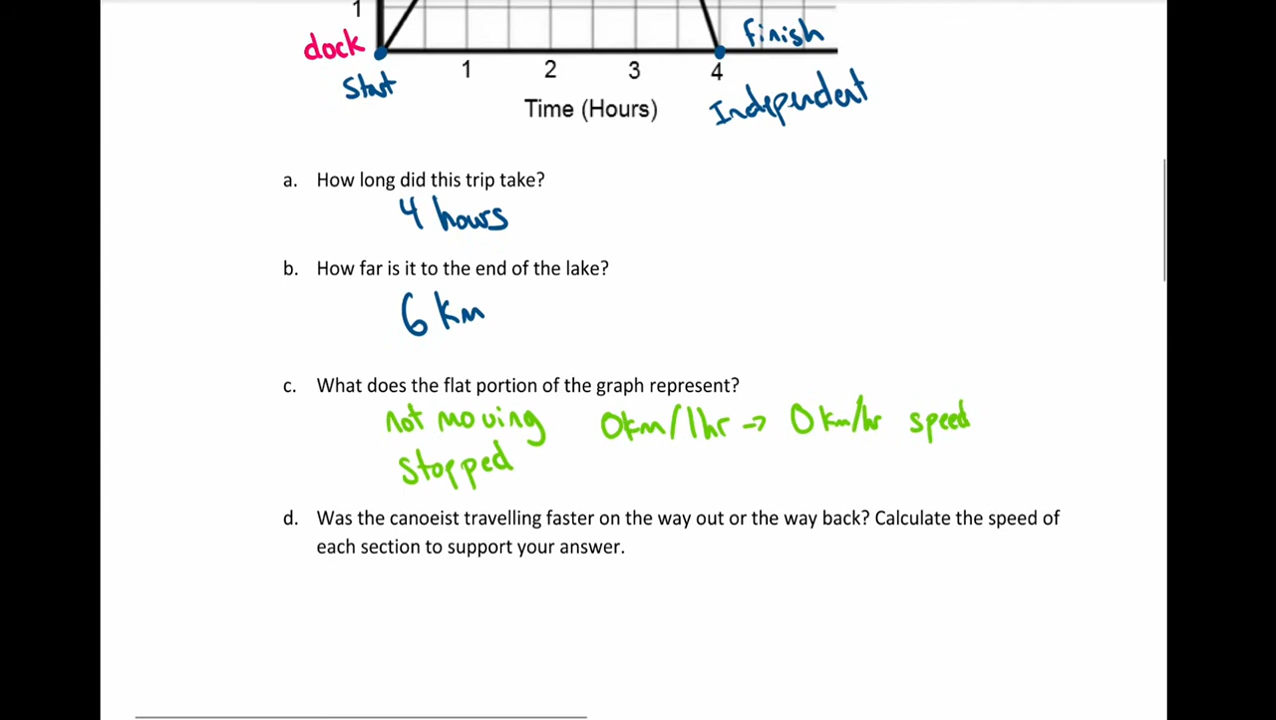 1
dock
Finish
Start
1 2 3 4
Time (Hours)
Independent
a. How long did this trip take?
4 hours
b. How far is it to the end of the lake?
6 km
c. What does the flat portion of the graph represent?
not moving 0km/1hr → 0 km/hr speed
stopped
d. Was the canoeist travelling faster on the way out or the way back? Calculate the speed of
each section to support your answer.